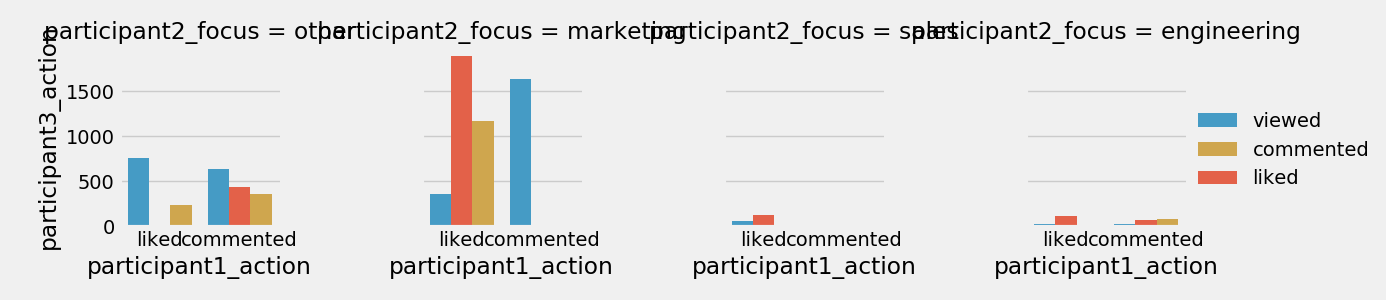 participant2_focus = other
participant2_focus = marketing
participant2_focus = sales
participant2_focus = engineering
participant3_action
1500
1000
500
0
liked
commented
liked
commented
liked
commented
liked
commented
participant1_action
participant1_action
participant1_action
participant1_action
viewed
commented
liked